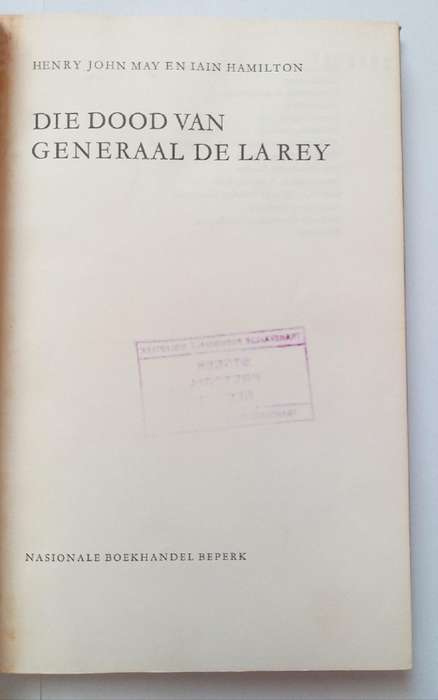 HENRY JOHN MAY EN IAIN HAMILTON
DIE DOOD VAN
GENERAAL DE LA REY
NASIONALE BOEKHANDEL BEPERK